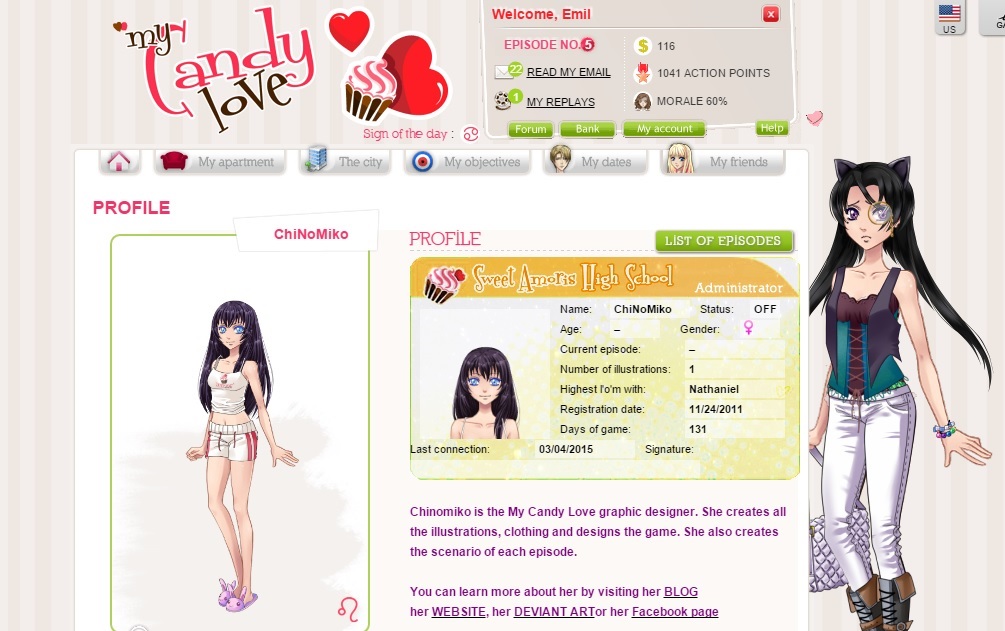 my Candy love
Welcome, Emil
x
EPISODE NO. 5
$ 116
22 READ MY EMAIL
1041 ACTION POINTS
1 MY REPLAYS
MORALE 60%
Sign of the day : ♋
Forum
Bank
My account
Help
US
GA
My apartment
The city
My objectives
My dates
My friends
PROFILE
ChiNoMiko
PROFILE
LIST OF EPISODES
Sweet Amoris High School
Administrator
Name: ChiNoMiko Status: OFF
Age: – Gender: ♀
Current episode: –
Number of illustrations: 1
Highest l'o'm with: Nathaniel
Registration date: 11/24/2011
Days of game: 131
Last connection: 03/04/2015 Signature:
Chinomiko is the My Candy Love graphic designer. She creates all
the illustrations, clothing and designs the game. She also creates
the scenario of each episode.
You can learn more about her by visiting her BLOG
her WEBSITE, her DEVIANT ARTor her Facebook page
♌